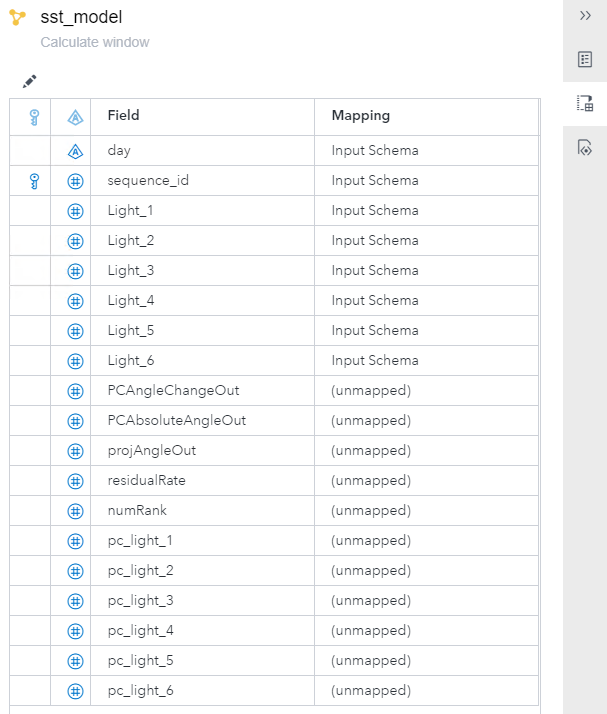 sst_model
Calculate window
Field Mapping
day Input Schema
sequence_id Input Schema
Light_1 Input Schema
Light_2 Input Schema
Light_3 Input Schema
Light_4 Input Schema
Light_5 Input Schema
Light_6 Input Schema
PCAngleChangeOut (unmapped)
PCAbsoluteAngleOut (unmapped)
projAngleOut (unmapped)
residualRate (unmapped)
numRank (unmapped)
pc_light_1 (unmapped)
pc_light_2 (unmapped)
pc_light_3 (unmapped)
pc_light_4 (unmapped)
pc_light_5 (unmapped)
pc_light_6 (unmapped)